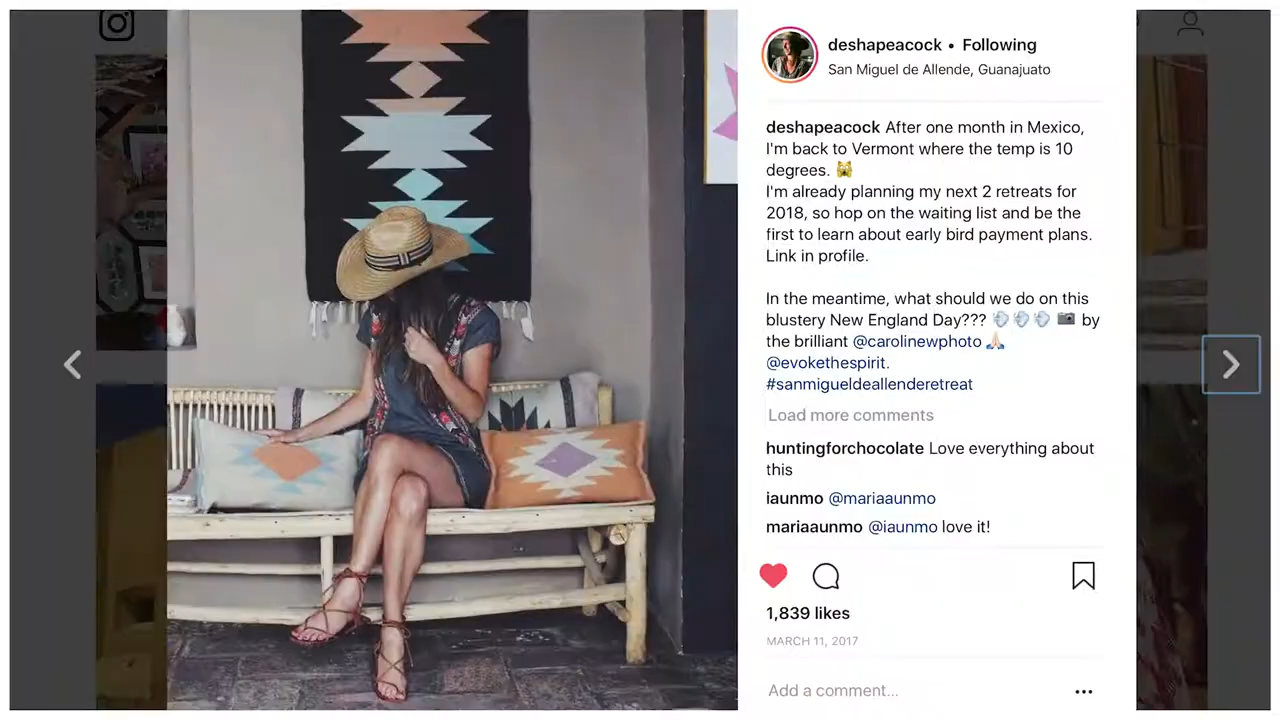 deshapeacock • Following
San Miguel de Allende, Guanajuato
deshapeacock After one month in Mexico,
I'm back to Vermont where the temp is 10
degrees. 🙀
I'm already planning my next 2 retreats for
2018, so hop on the waiting list and be the
first to learn about early bird payment plans.
Link in profile.
In the meantime, what should we do on this
blustery New England Day??? 💨💨💨 📷 by
the brilliant @carolinewphoto 🙏🏻
@evokethespirit.
#sanmigueldeallenderetreat
Load more comments
huntingforchocolate Love everything about
this
iaunmo @mariaaunmo
mariaaunmo @iaunmo love it!
1,839 likes
MARCH 11, 2017
Add a comment...